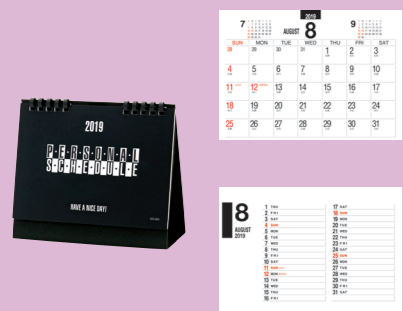 2019
PERSONAL
SCHEDULE
HAVE A NICE DAY!
2019
7 AUGUST 8 9
SUN MON TUE WED THU FRI SAT
28 29 30 31 1 2 3
4 5 6 7 8 9 10
11 12 13 14 15 16 17
18 19 20 21 22 23 24
25 26 27 28 29 30 31
8
AUGUST
2019
1 THU 17 SAT
2 FRI 18 SUN
3 SAT 19 MON
4 SUN 20 TUE
5 MON 21 WED
6 TUE 22 THU
7 WED 23 FRI
8 THU 24 SAT
9 FRI 25 SUN
10 SAT 26 MON
11 SUN 27 TUE
12 MON 28 WED
13 TUE 29 THU
14 WED 30 FRI
15 THU 31 SAT
16 FRI